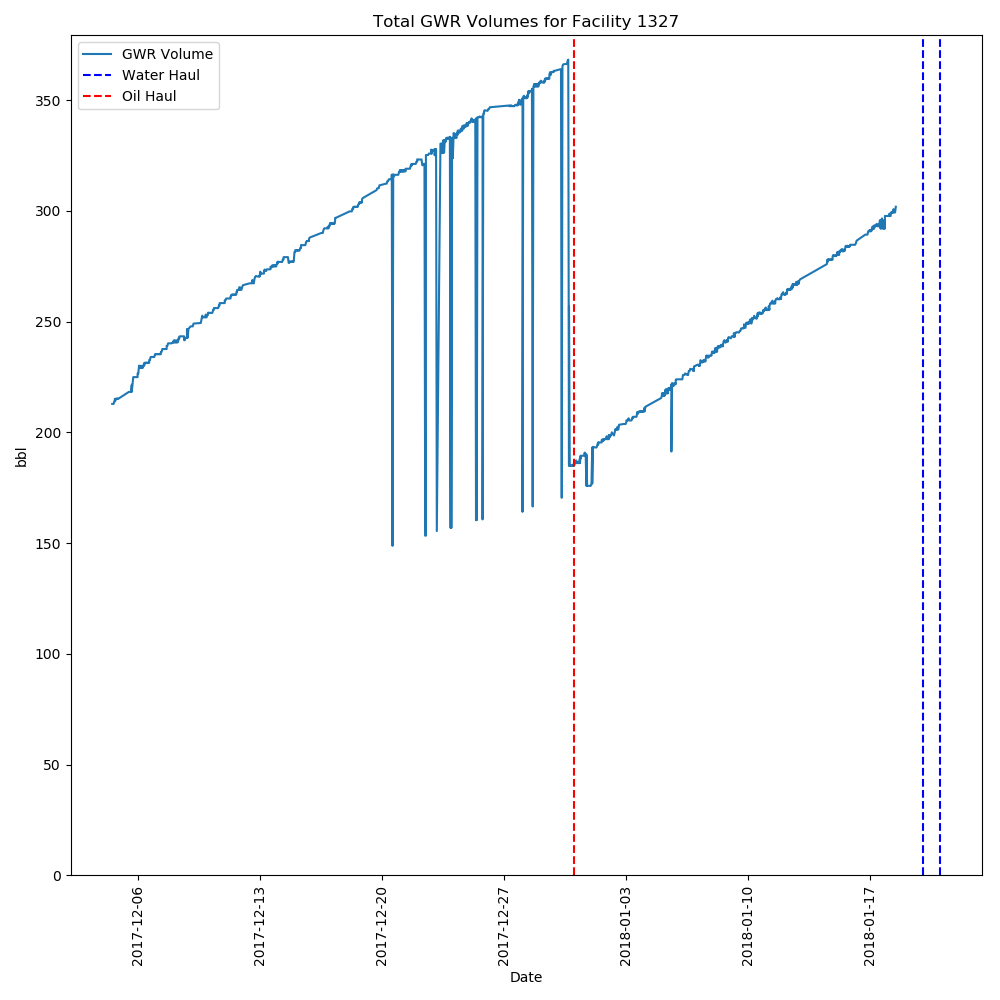 Total GWR Volumes for Facility 1327
GWR Volume
Water Haul
Oil Haul
350
300
250
200
150
100
50
0
bbl
2017-12-06
2017-12-13
2017-12-20
2017-12-27
2018-01-03
2018-01-10
2018-01-17
Date